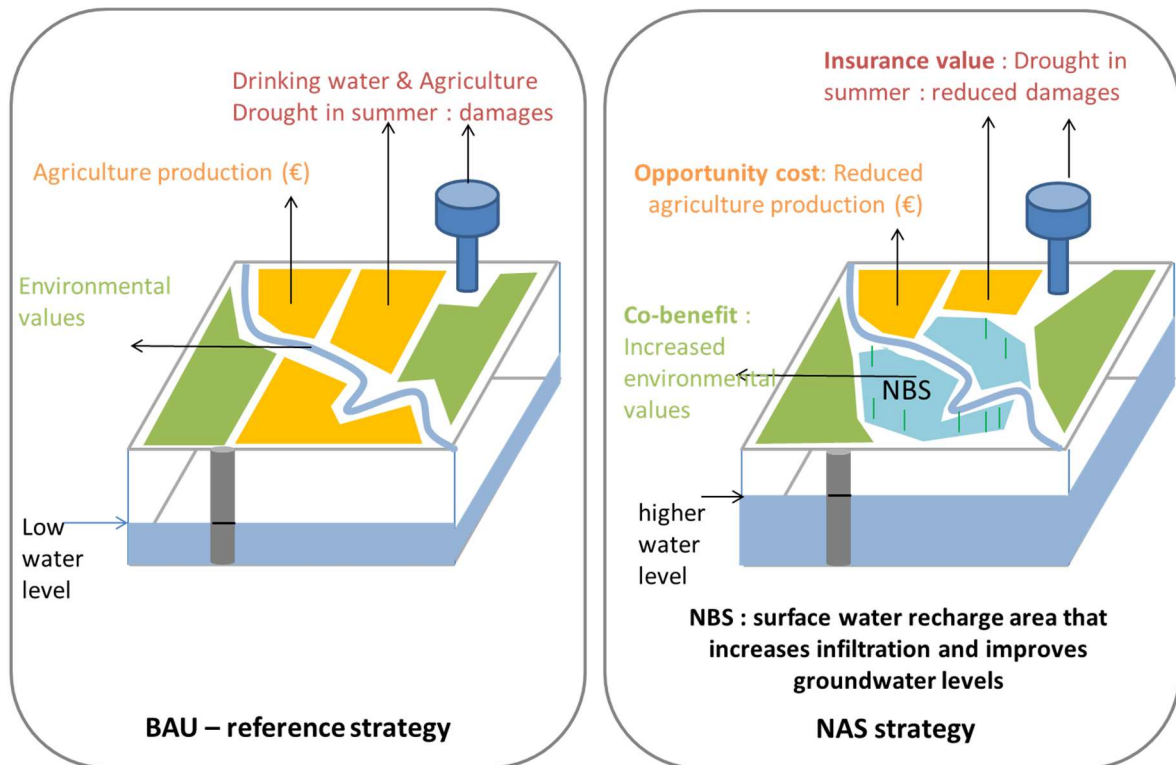 Drinking water & Agriculture
Drought in summer : damages
Agriculture production (€)
Environmental
values
Low
water
level
BAU – reference strategy
Insurance value : Drought in
summer : reduced damages
Opportunity cost: Reduced
agriculture production (€)
Co-benefit :
Increased
environmental
values
NBS
higher
water
level
NBS : surface water recharge area that
increases infiltration and improves
groundwater levels
NAS strategy